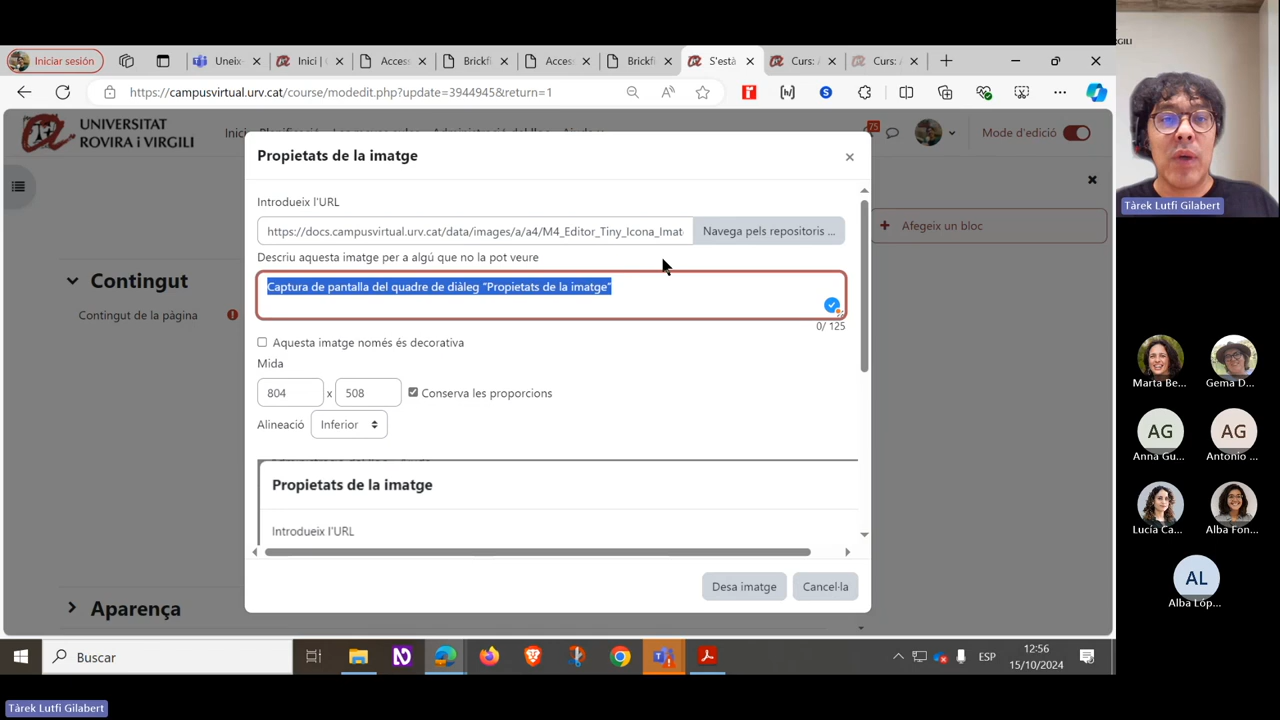 Iniciar sesión
Uneix
Inici |
Acces
Brickf
Acces
Brickf
S'està
Curs: 
Curs: 
https://campusvirtual.urv.cat/course/modedit.php?update=3944945&return=1
UNIVERSITAT
ROVIRA i VIRGILI
Inici
75
Mode d'edició
VIRGILI
Propietats de la imatge
Introdueix l'URL
https://docs.campusvirtual.urv.cat/data/images/a/a4/M4_Editor_Tiny_Icona_Imat
Navega pels repositoris ...
Descriu aquesta imatge per a algú que no la pot veure
Captura de pantalla del quadre de diàleg "Propietats de la imatge"
0/ 125
Aquesta imatge només és decorativa
Mida
804 x 508 Conserva les proporcions
Alineació Inferior
Propietats de la imatge
Introdueix l'URL
Desa imatge
Cancel·la
Afegeix un bloc
Contingut
Contingut de la pàgina
Aparença
Tàrek Lutfi Gilabert
Marta Be...
Gema D...
AG
AG
Anna Gu...
Antonio ...
Lucía Ca...
Alba Fon...
AL
Alba Lóp...
Buscar
ESP
12:56
15/10/2024
Tàrek Lutfi Gilabert